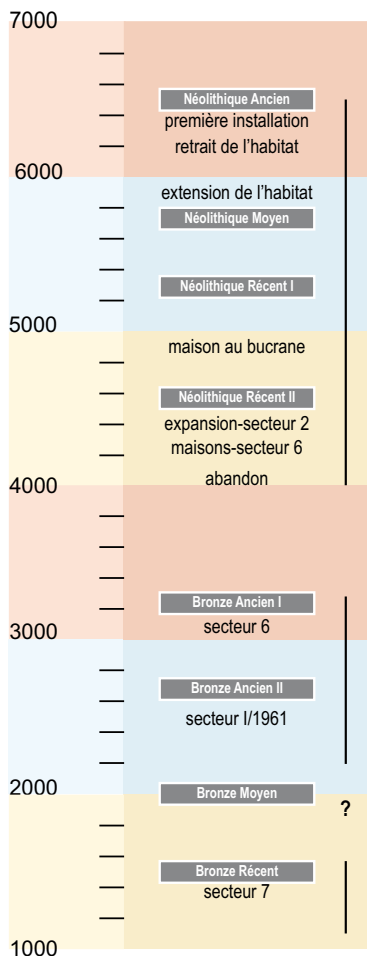 7000
Néolithique Ancien
première installation
retrait de l'habitat
6000
extension de l'habitat
Néolithique Moyen
Néolithique Récent I
5000
maison au bucrane
Néolithique Récent II
expansion-secteur 2
maisons-secteur 6
abandon
4000
Bronze Ancien I
3000
secteur 6
Bronze Ancien II
secteur I/1961
2000
Bronze Moyen
?
Bronze Récent
secteur 7
1000